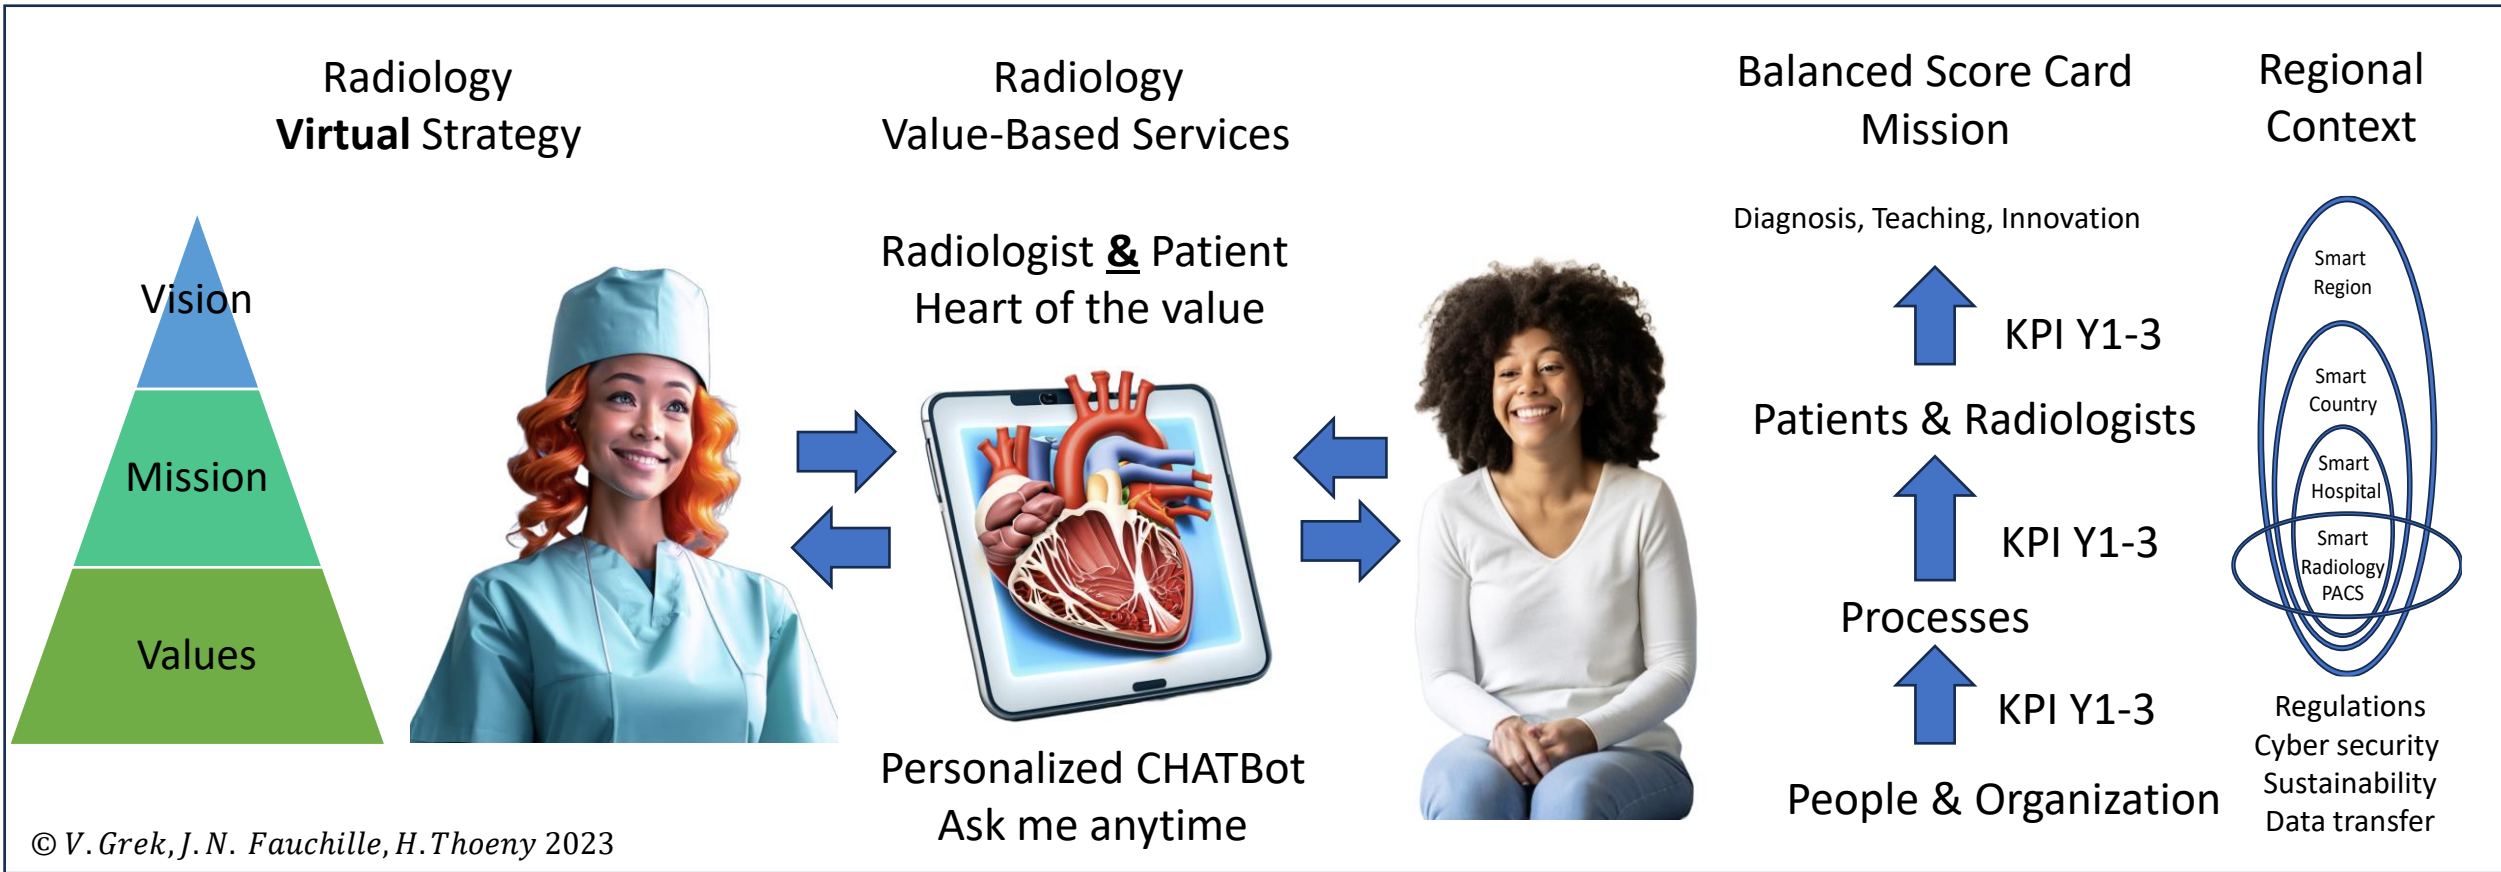 Radiology
Virtual Strategy
Vision
Mission
Values
© V. Grek, J. N. Fauchille, H. Thoeny 2023
Radiology
Value-Based Services
Radiologist & Patient
Heart of the value
Personalized CHATBot
Ask me anytime
Balanced Score Card
Mission
Diagnosis, Teaching, Innovation
KPI Y1-3
Patients & Radiologists
KPI Y1-3
Processes
KPI Y1-3
People & Organization
Regional
Context
Smart
Region
Smart
Country
Smart
Hospital
Smart
Radiology
PACS
Regulations
Cyber security
Sustainability
Data transfer